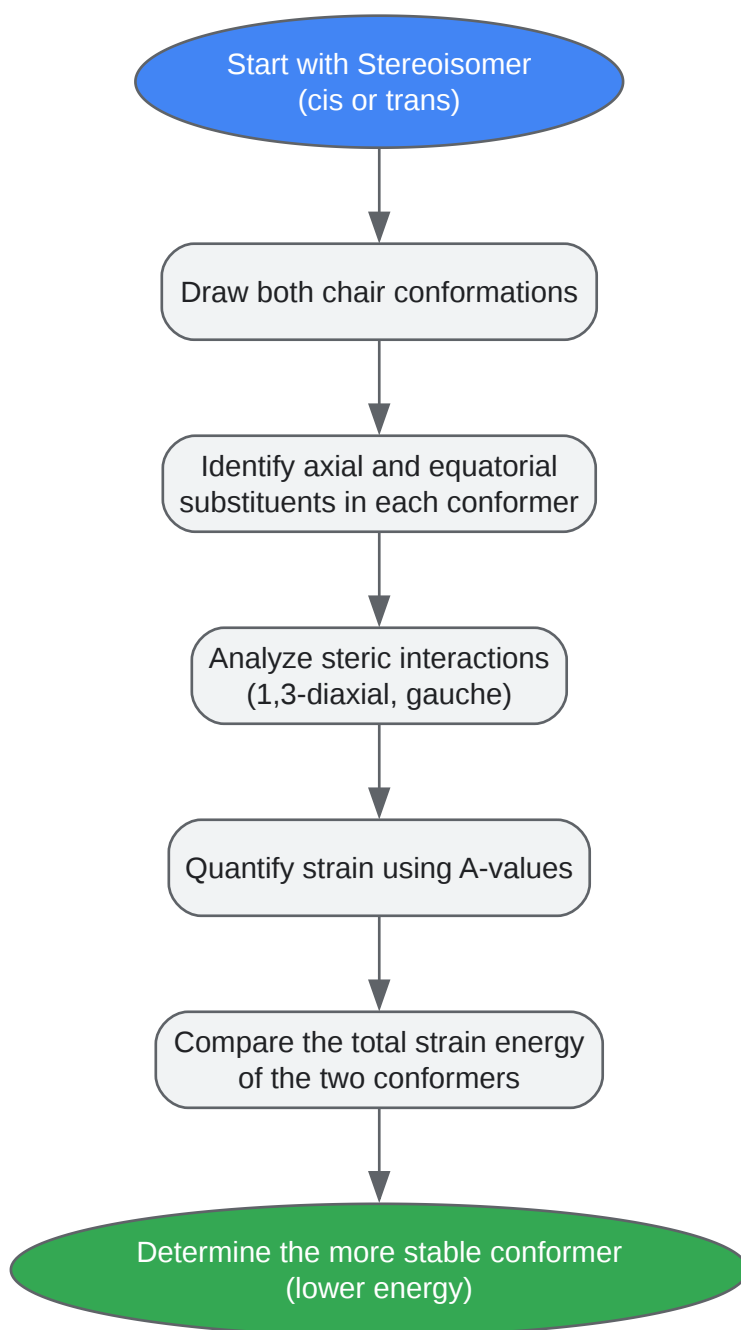 Start with Stereoisomer
(cis or trans)
Draw both chair conformations
Identify axial and equatorial
substituents in each conformer
Analyze steric interactions
(1,3-diaxial, gauche)
Quantify strain using A-values
Compare the total strain energy
of the two conformers
Determine the more stable conformer
(lower energy)